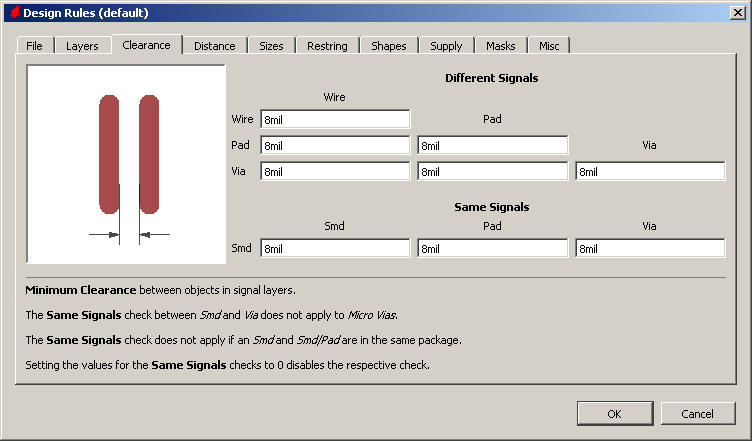 Design Rules (default)
File Layers Clearance Distance Sizes Restring Shapes Supply Masks Misc
Different Signals
Wire
Wire 8mil Pad
Pad 8mil 8mil Via
Via 8mil 8mil 8mil
Same Signals
Smd Pad Via
Smd 8mil 8mil 8mil
Minimum Clearance between objects in signal layers.
The Same Signals check between Smd and Via does not apply to Micro Vias.
The Same Signals check does not apply if an Smd and Smd/Pad are in the same package.
Setting the values for the Same Signals checks to 0 disables the respective check.
OK Cancel